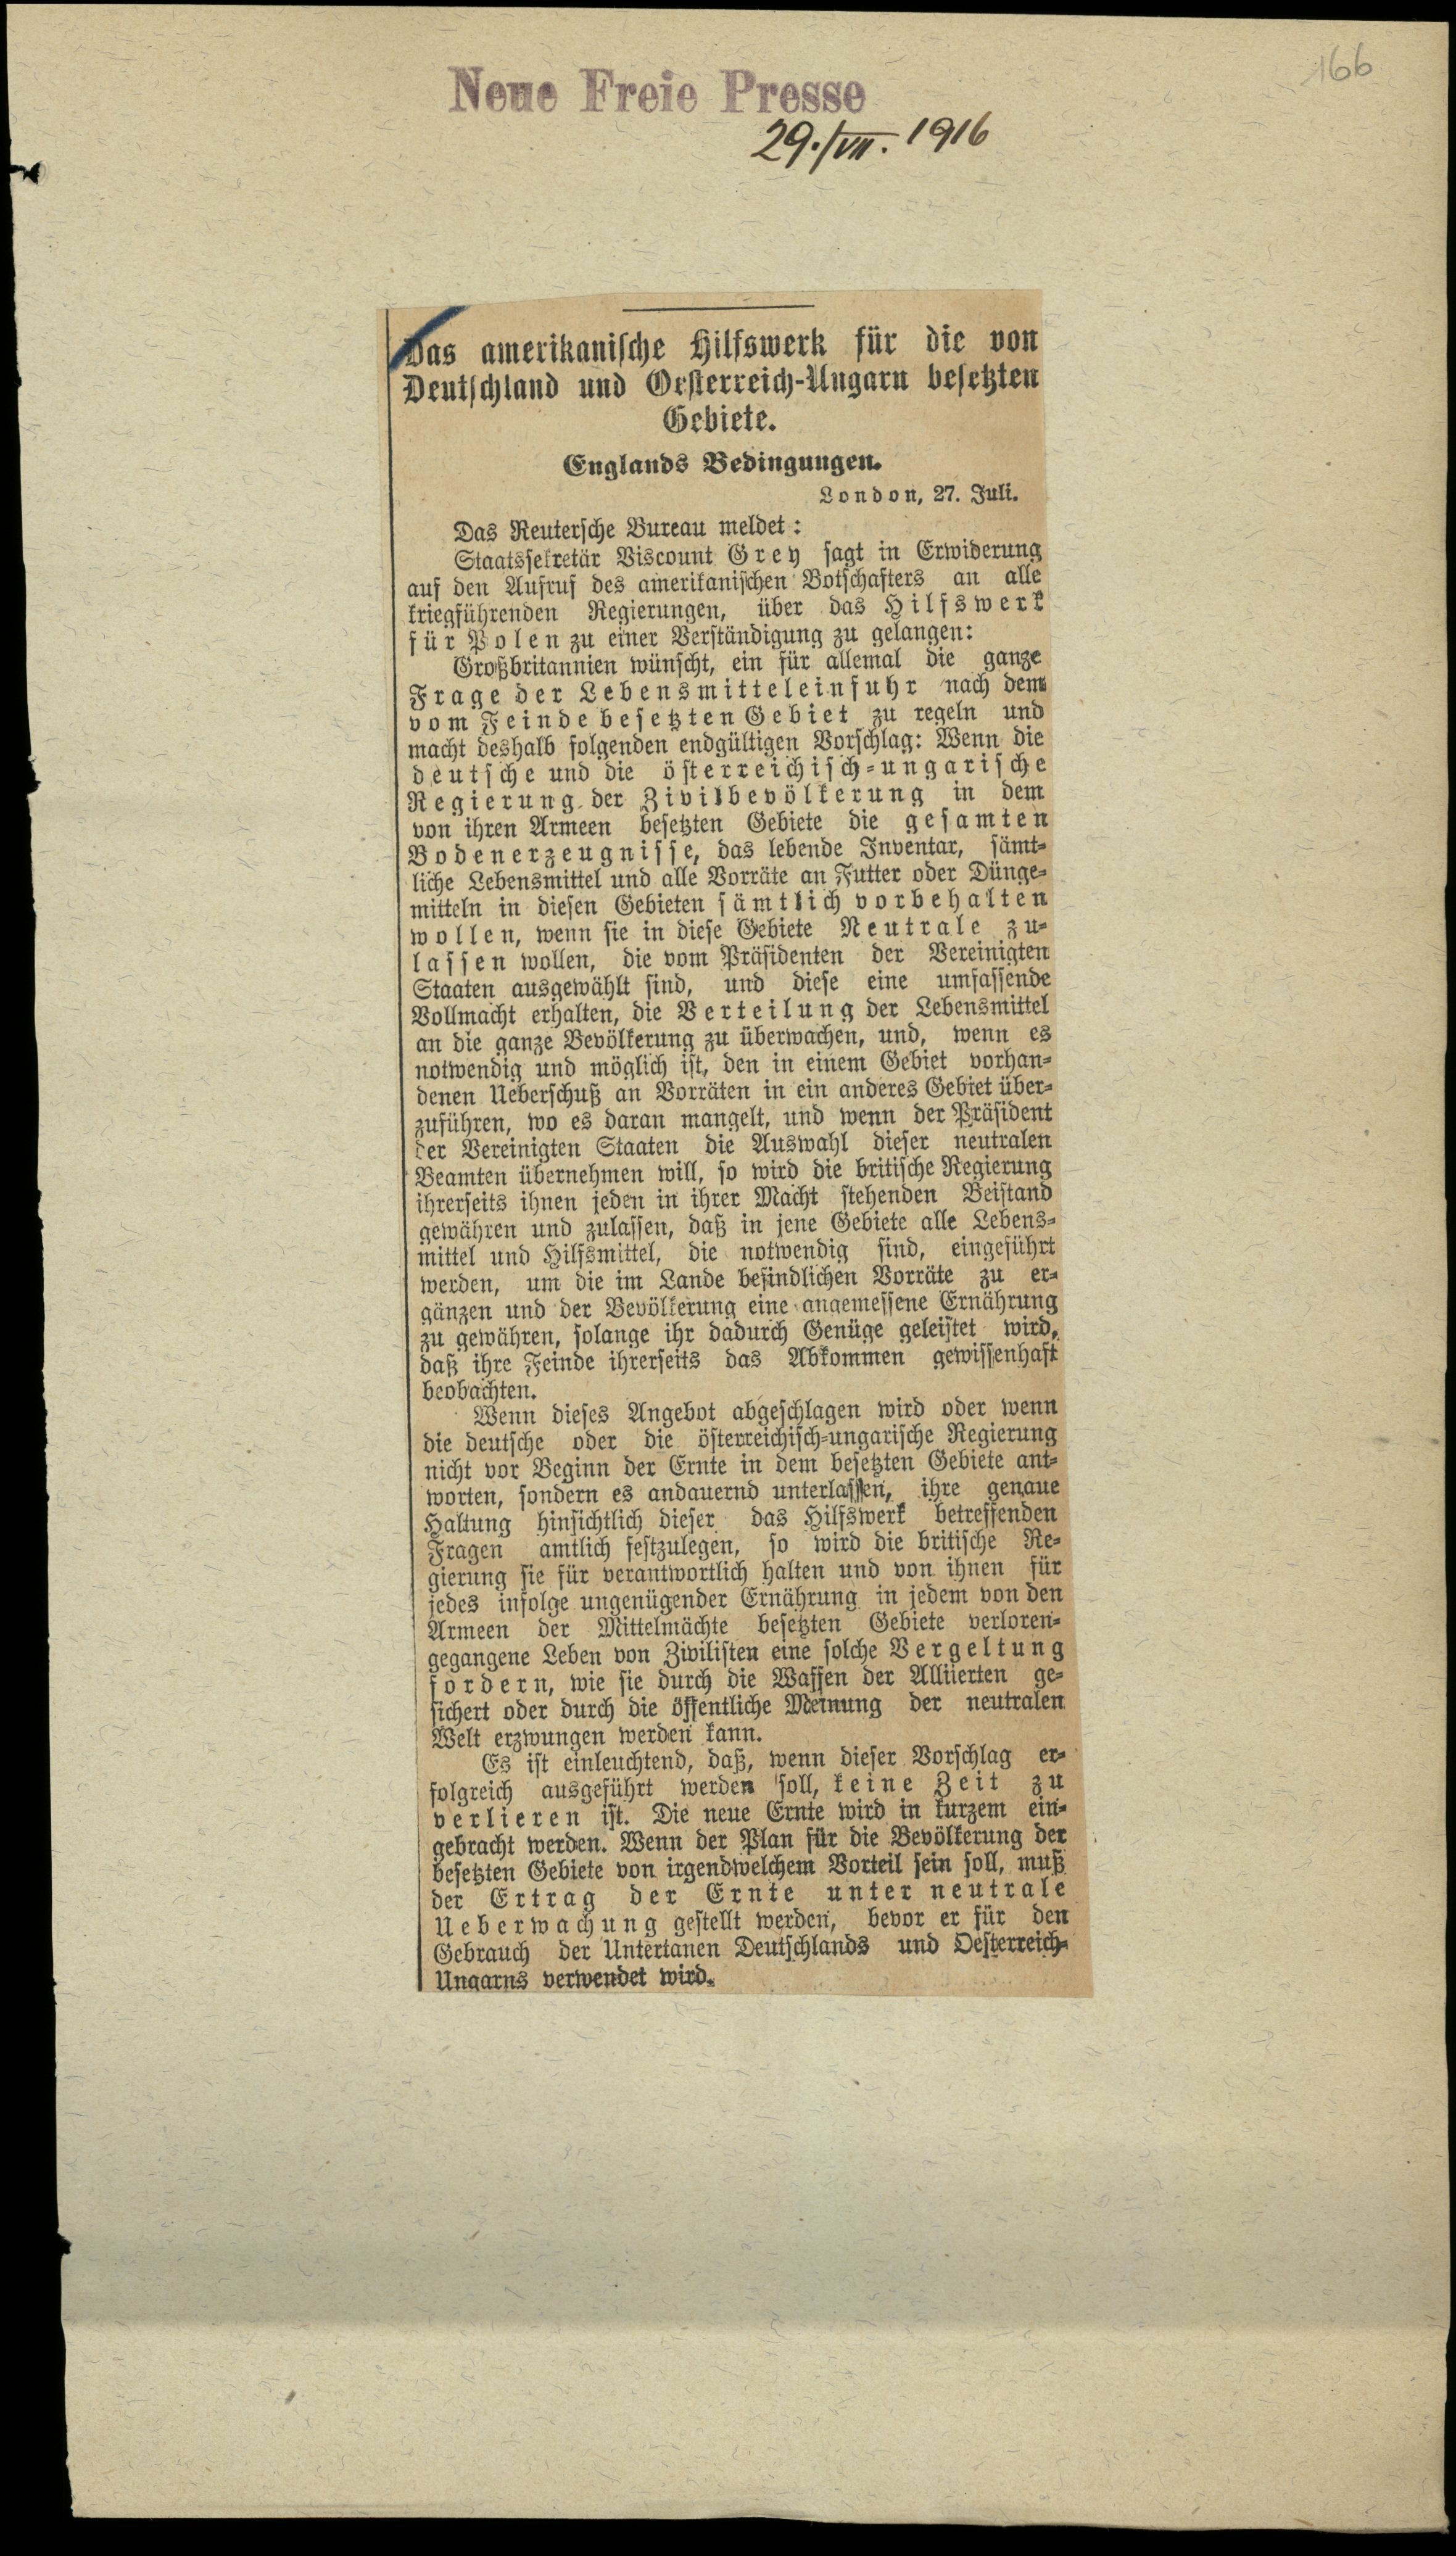 166
Neue Freie Presse
29./VII. 1916
Das amerikanische Hilfswerk für die von
Deutschland und Oesterreich-Ungarn besetzten
Gebiete.
Englands Bedingungen.
London, 27. Juli.
Das Reutersche Bureau meldet:
Staatssekretär Viscount Grey sagt in Erwiderung
auf den Aufruf des amerikanischen Botschafters an alle
kriegführenden Regierungen, über das Hilfswerk
für Polen zu einer Verständigung zu gelangen:
Großbritannien wünscht, ein für allemal die ganze
Frage der Lebensmitteleinfuhr nach dem
vom Feinde besetzten Gebiet zu regeln und
macht deshalb folgenden endgültigen Vorschlag: Wenn die
deutsche und die österreichisch-ungarische
Regierung der Zivilbevölkerung in dem
von ihren Armeen besetzten Gebiete die gesamten
Bodenerzeugnisse, das lebende Inventar, sämt-
liche Lebensmittel und alle Vorräte an Futter oder Dünge-
mitteln in diesen Gebieten sämtlich vorbehalten
wollen, wenn sie in diese Gebiete Neutrale zu-
lassen wollen, die vom Präsidenten der Vereinigten
Staaten ausgewählt sind, und diese eine umfassende
Vollmacht erhalten, die Verteilung der Lebensmittel
an die ganze Bevölkerung zu überwachen, und, wenn es
notwendig und möglich ist, den in einem Gebiet vorhan-
denen Ueberschuß an Vorräten in ein anderes Gebiet über-
zuführen, wo es daran mangelt, und wenn der Präsident
der Vereinigten Staaten die Auswahl dieser neutralen
Beamten übernehmen will, so wird die britische Regierung
ihrerseits ihnen jeden in ihrer Macht stehenden Beistand
gewähren und zulassen, daß in jene Gebiete alle Lebens-
mittel und Hilfsmittel, die notwendig sind, eingeführt
werden, um die im Lande befindlichen Vorräte zu er-
gänzen und der Bevölkerung eine angemessene Ernährung
zu gewähren, solange ihr dadurch Genüge geleistet wird,
daß ihre Feinde ihrerseits das Abkommen gewissenhaft
beobachten.
Wenn dieses Angebot abgeschlagen wird oder wenn
die deutsche oder die österreichisch-ungarische Regierung
nicht vor Beginn der Ernte in dem besetzten Gebiete ant-
worten, sondern es andauernd unterlassen, ihre genaue
Haltung hinsichtlich dieser das Hilfswerk betreffenden
Fragen amtlich festzulegen, so wird die britische Re-
gierung sie für verantwortlich halten und von ihnen für
jedes infolge ungenügender Ernährung in jedem von den
Armeen der Mittelmächte besetzten Gebiete verloren-
gegangene Leben von Zivilisten eine solche Vergeltung
fordern, wie sie durch die Waffen der Alliierten ge-
sichert oder durch die öffentliche Meinung der neutralen
Welt erzwungen werden kann.
Es ist einleuchtend, daß, wenn dieser Vorschlag er-
folgreich ausgeführt werden soll, keine Zeit zu
verlieren ist. Die neue Ernte wird in kurzem ein-
gebracht werden. Wenn der Plan für die Bevölkerung der
besetzten Gebiete von irgendwelchem Vorteil sein soll, muß
der Ertrag der Ernte unter neutrale
Ueberwachung gestellt werden, bevor er für den
Gebrauch der Untertanen Deutschlands und Oesterreich-
Ungarns verwendet wird.